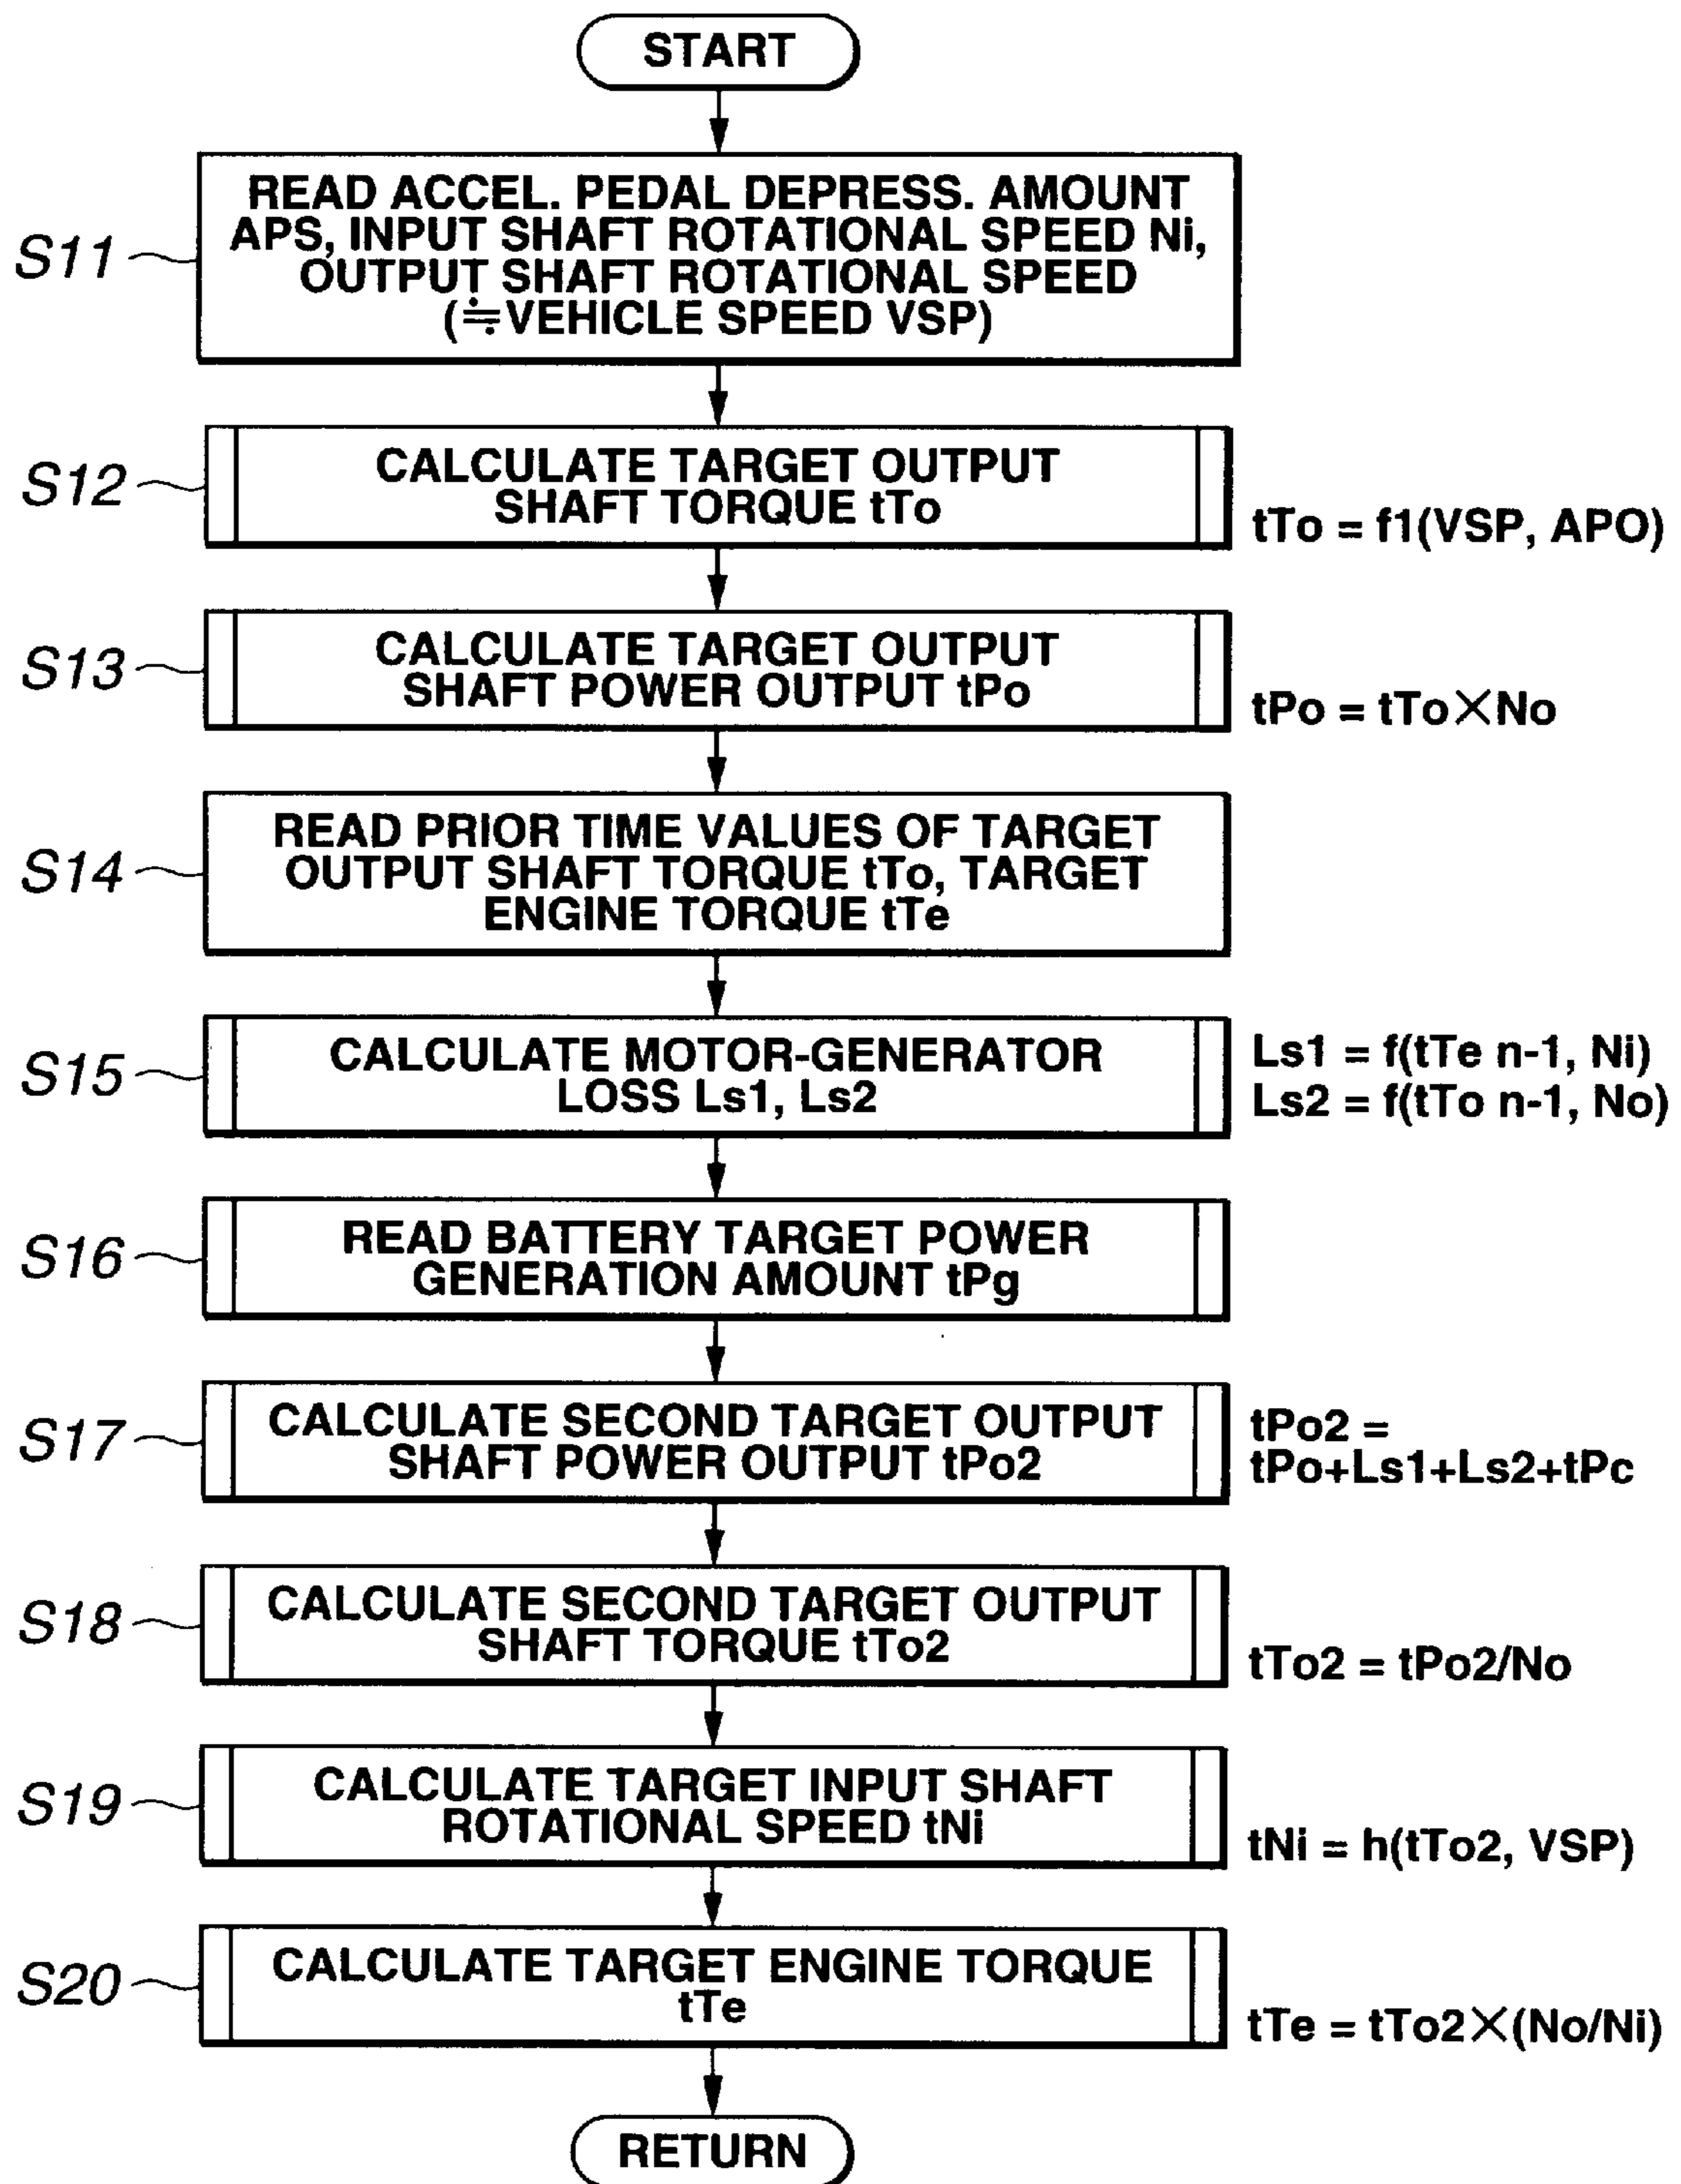 START
S11
READ ACCEL. PEDAL DEPRESS. AMOUNT
APS, INPUT SHAFT ROTATIONAL SPEED Ni,
OUTPUT SHAFT ROTATIONAL SPEED
(≒VEHICLE SPEED VSP)
S12
CALCULATE TARGET OUTPUT
SHAFT TORQUE tTo
tTo = f1(VSP, APO)
S13
CALCULATE TARGET OUTPUT
SHAFT POWER OUTPUT tPo
tPo = tTo×No
S14
READ PRIOR TIME VALUES OF TARGET
OUTPUT SHAFT TORQUE tTo, TARGET
ENGINE TORQUE tTe
S15
CALCULATE MOTOR-GENERATOR
LOSS Ls1, Ls2
Ls1 = f(tTe n-1, Ni)
Ls2 = f(tTo n-1, No)
S16
READ BATTERY TARGET POWER
GENERATION AMOUNT tPg
S17
CALCULATE SECOND TARGET OUTPUT
SHAFT POWER OUTPUT tPo2
tPo2 =
tPo+Ls1+Ls2+tPc
S18
CALCULATE SECOND TARGET OUTPUT
SHAFT TORQUE tTo2
tTo2 = tPo2/No
S19
CALCULATE TARGET INPUT SHAFT
ROTATIONAL SPEED tNi
tNi = h(tTo2, VSP)
S20
CALCULATE TARGET ENGINE TORQUE
tTe
tTe = tTo2×(No/Ni)
RETURN